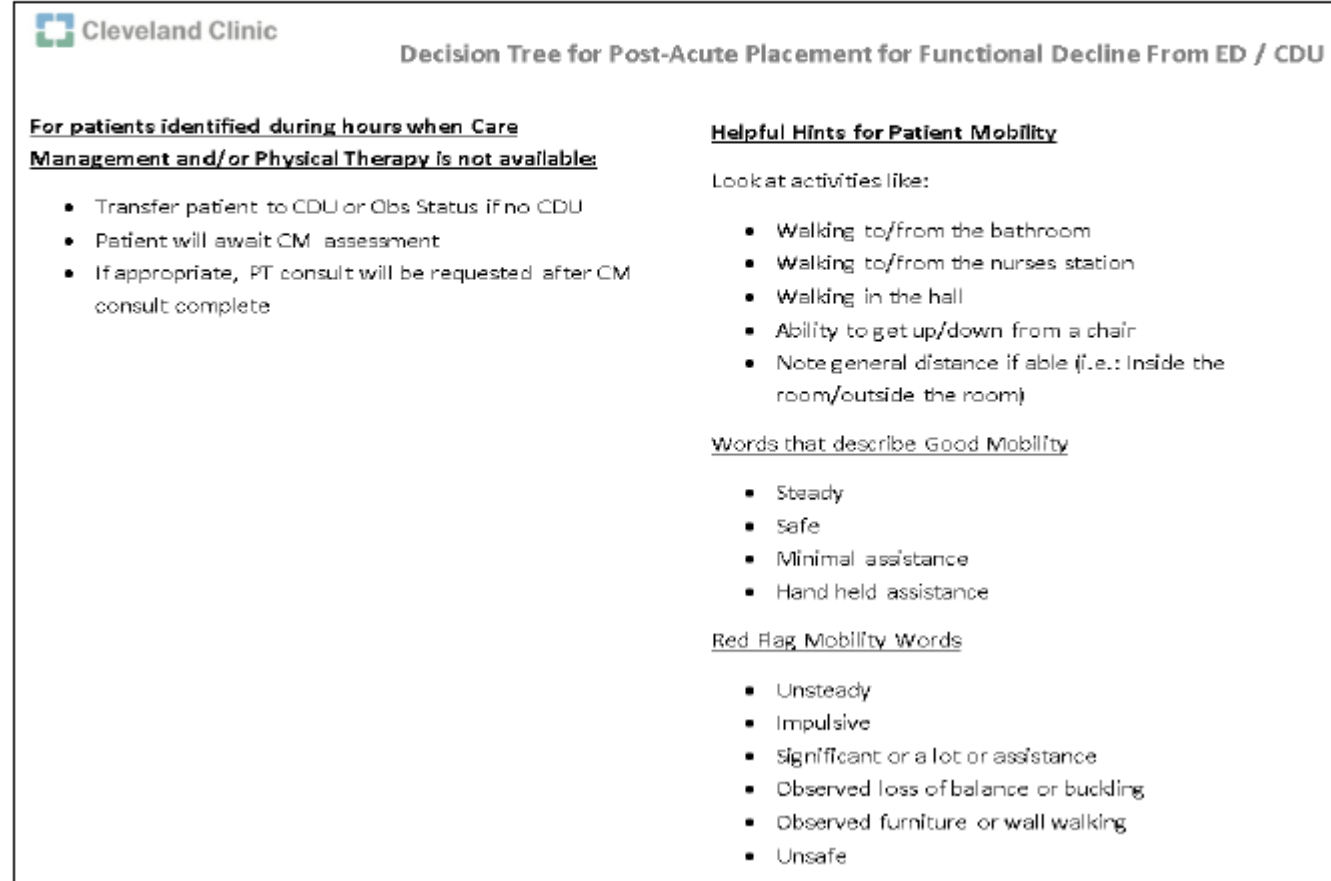 Cleveland Clinic
Decision Tree for Post-Acute Placement for Functional Decline From ED / CDU
For patients identified during hours when Care
Management and/or Physical Therapy is not available:
• Transfer patient to CDU or Obs Status if no CDU
• Patient will await CM assessment
• If appropriate, PT consult will be requested after CM
consult complete
Helpful Hints for Patient Mobility
Look at activities like:
• Walking to/from the bathroom
• Walking to/from the nurses station
• Walking in the hall
• Ability to get up/down from a chair
• Note general distance if able (i.e.: Inside the
room/outside the room)
Words that describe Good Mobility
• Steady
• Safe
• Minimal assistance
• Hand held assistance
Red Flag Mobility Words
• Unsteady
• Impulsive
• Significant or a lot or assistance
• Observed loss of balance or buckling
• Observed furniture or wall walking
• Unsafe